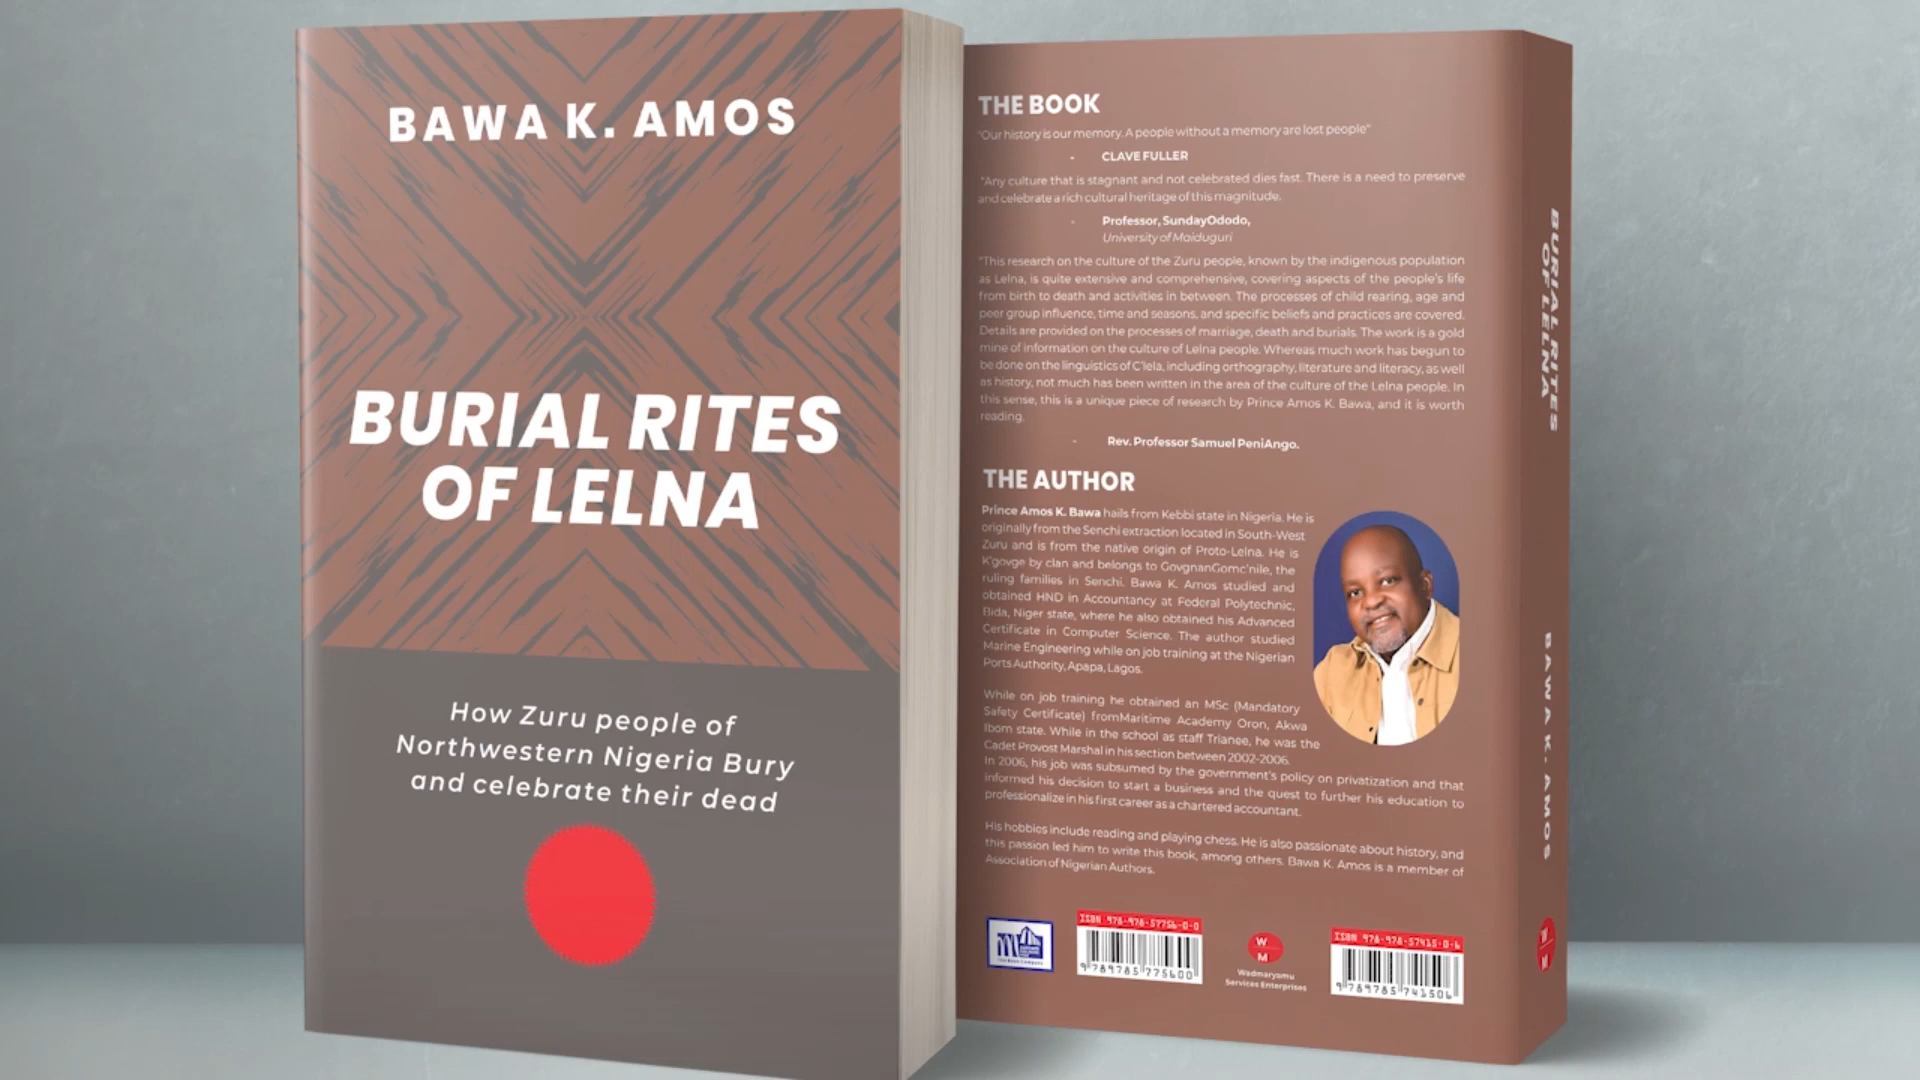 BAWA K. AMOS
BURIAL RITES
OF LELNA
How Zuru people of
Northwestern Nigeria Bury
and celebrate their dead
THE BOOK
"Our history is our memory. A people without a memory are lost people"
- CLAVE FULLER
"Any culture that is stagnant and not celebrated dies fast. There is a need to preserve
and celebrate a rich cultural heritage of this magnitude.
- Professor, SundayOdodo,
University of Maiduguri
"This research on the culture of the Zuru people, known by the indigenous population
as Lelna, is quite extensive and comprehensive, covering aspects of the people's life
from birth to death and activities in between. The processes of child rearing, age and
peer group influence, time and seasons, and specific beliefs and practices are covered.
Details are provided on the processes of marriage, death and burials. The work is a gold
mine of information on the culture of Lelna people. Whereas much work has begun to
be done on the linguistics of C'lela, including orthography, literature and literacy, as well
as history, not much has been written in the area of the culture of the Lelna people. In
this sense, this is a unique piece of research by Prince Amos K. Bawa, and it is worth
reading.
- Rev. Professor Samuel PeniAngo.
THE AUTHOR
Prince Amos K. Bawa hails from Kebbi state in Nigeria. He is
originally from the Senchi extraction located in South-West
Zuru and is from the native origin of Proto-Lelna. He is
K'govge by clan and belongs to GovgnanGomc'nile, the
ruling families in Senchi. Bawa K. Amos studied and
obtained HND in Accountancy at Federal Polytechnic,
Bida, Niger state, where he also obtained his Advanced
Certificate in Computer Science. The author studied
Marine Engineering while on job training at the Nigerian
Ports Authority, Apapa, Lagos.
While on job training he obtained an MSc (Mandatory
Safety Certificate) fromMaritime Academy Oron, Akwa
Ibom state. While in the school as staff Trianee, he was the
Cadet Provost Marshal in his section between 2002-2006.
In 2006, his job was subsumed by the government's policy on privatization and that
informed his decision to start a business and the quest to further his education to
professionalize in his first career as a chartered accountant.
His hobbies include reading and playing chess. He is also passionate about history, and
this passion led him to write this book, among others. Bawa K. Amos is a member of
Association of Nigerian Authors.
ISBN 978-978-57756-0-0
9 789785 775600
W
M
Wadmaryamu
Services Enterprises
ISBN 978-978-57415-0-6
9 789785 741506
BURIAL RITES
OF LELNA
BAWA K. AMOS
W
M